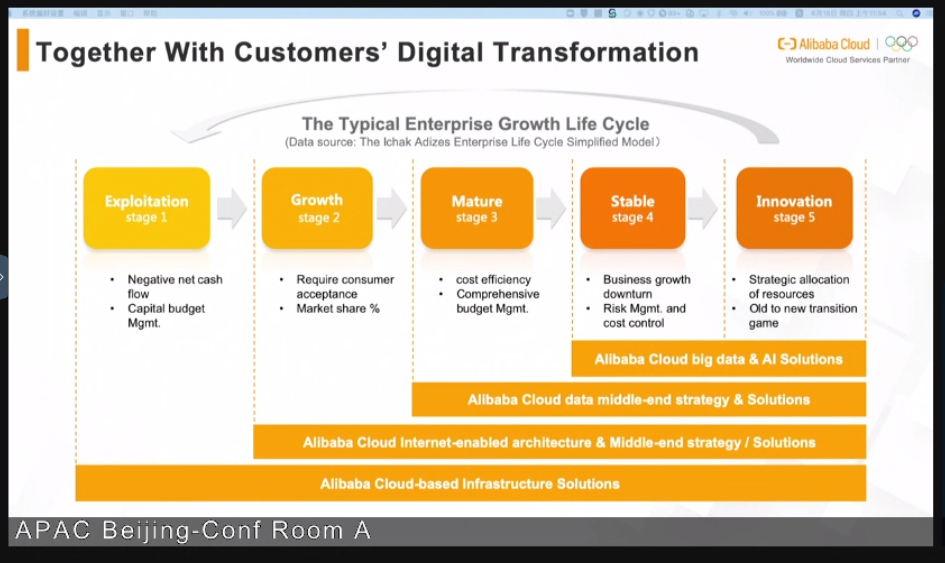 Together With Customers' Digital Transformation
Alibaba Cloud
Worldwide Cloud Services Partner
The Typical Enterprise Growth Life Cycle
(Data source: The Ichak Adizes Enterprise Life Cycle Simplified Model)
Exploitation
stage 1
Growth
stage 2
Mature
stage 3
Stable
stage 4
Innovation
stage 5
• Negative net cash
flow
• Capital budget
Mgmt.
• Require consumer
acceptance
• Market share %
• cost efficiency
• Comprehensive
budget Mgmt.
• Business growth
downturn
• Risk Mgmt. and
cost control
• Strategic allocation
of resources
• Old to new transition
game
Alibaba Cloud big data & AI Solutions
Alibaba Cloud data middle-end strategy & Solutions
Alibaba Cloud Internet-enabled architecture & Middle-end strategy / Solutions
Alibaba Cloud-based Infrastructure Solutions
APAC Beijing-Conf Room A